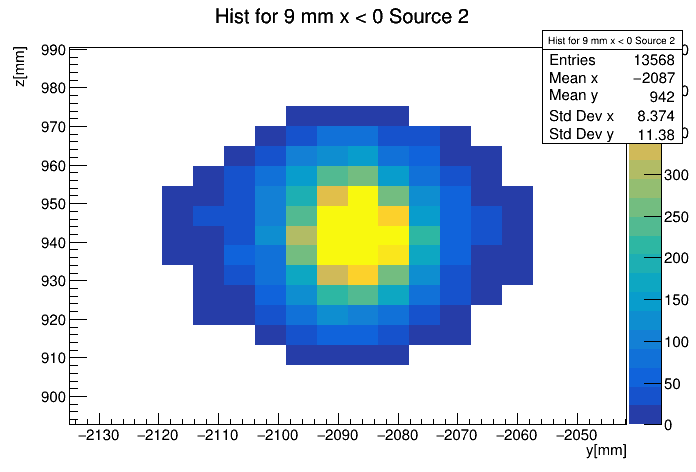 Hist for 9 mm x < 0 Source 2
z[mm]
990
980
970
960
950
940
930
920
910
900
Hist for 9 mm x < 0 Source 2
Entries 13568
Mean x −2087
Mean y 942
Std Dev x 8.374
Std Dev y 11.38
300
250
200
150
100
50
0
−2130 −2120 −2110 −2100 −2090 −2080 −2070 −2060 −2050
y[mm]